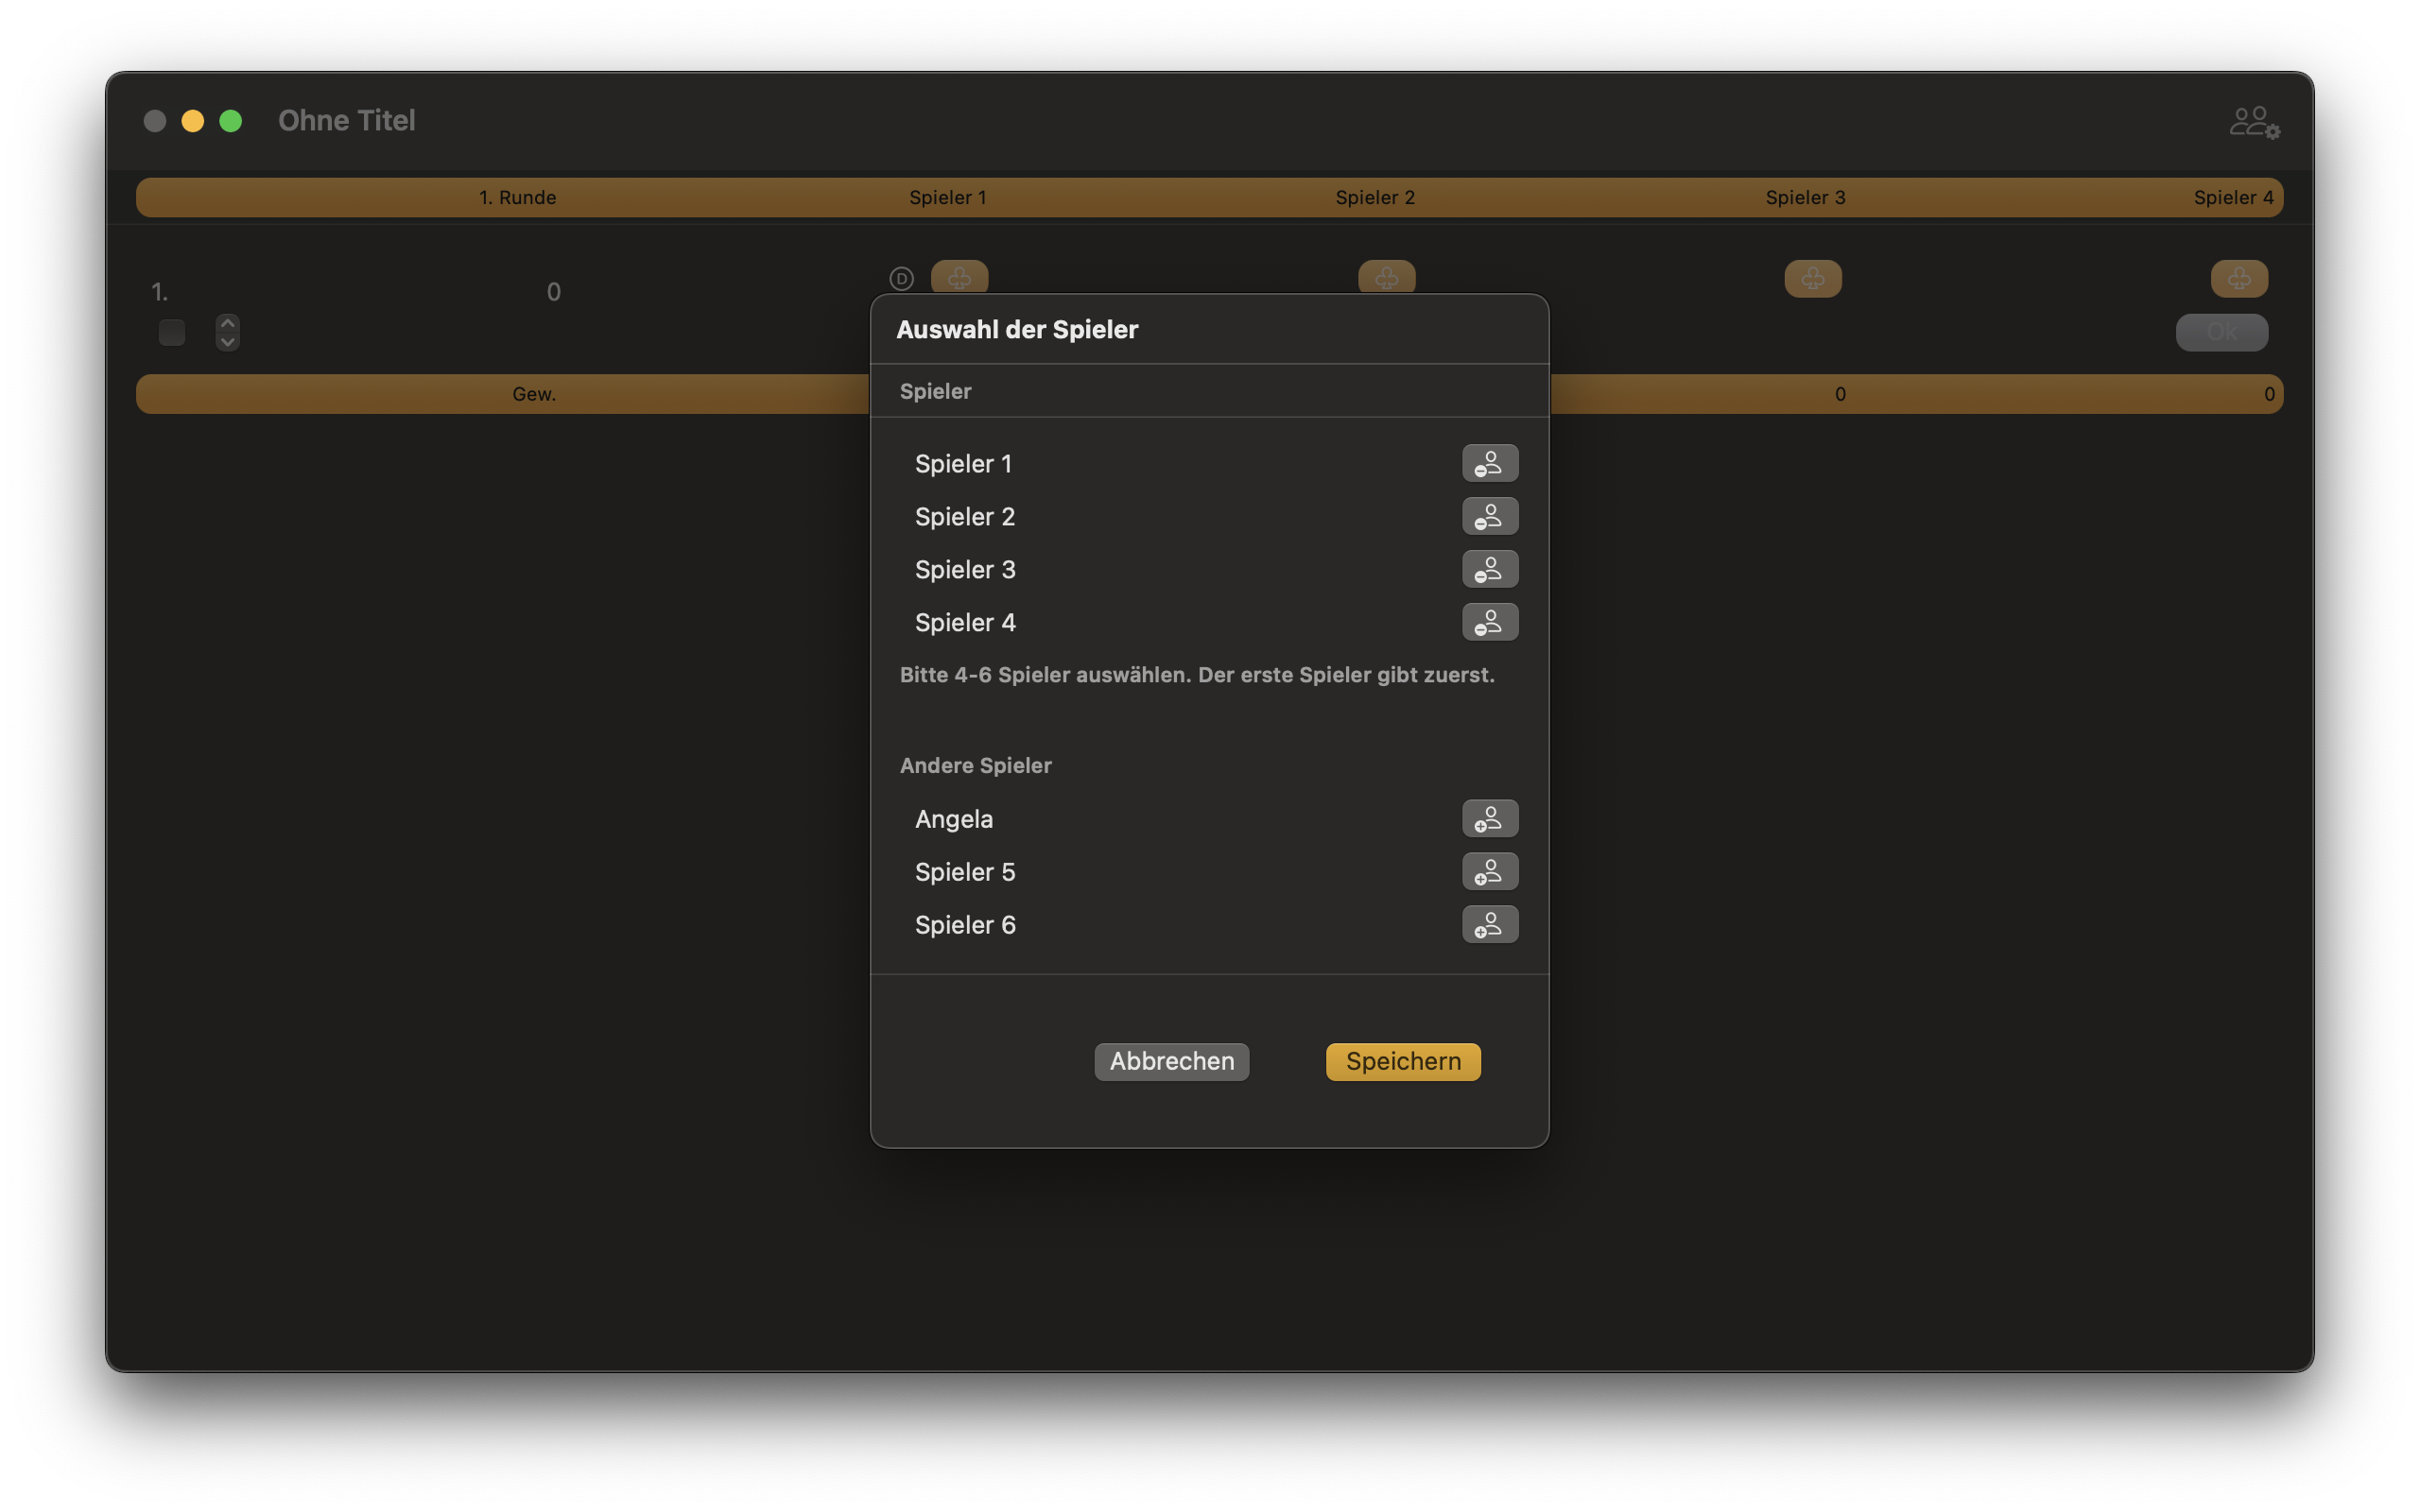 Ohne Titel
1. Runde Spieler 1 Spieler 2 Spieler 3 Spieler 4
1. 0 D
Ok
Gew. 0 0
Auswahl der Spieler
Spieler
Spieler 1
Spieler 2
Spieler 3
Spieler 4
Bitte 4-6 Spieler auswählen. Der erste Spieler gibt zuerst.
Andere Spieler
Angela
Spieler 5
Spieler 6
Abbrechen Speichern